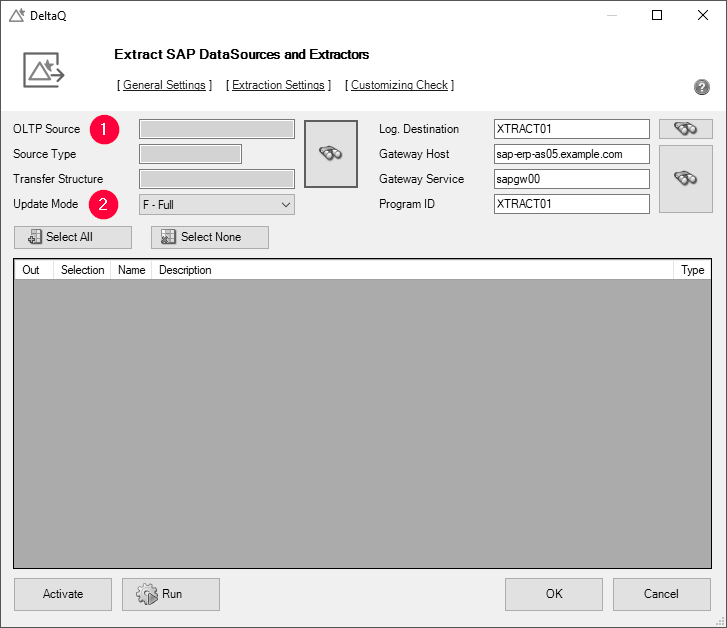 DeltaQ
Extract SAP DataSources and Extractors
[ General Settings ] [ Extraction Settings ] [ Customizing Check ]
?
OLTP Source 1
Source Type
Transfer Structure
Update Mode 2 F - Full
Log. Destination XTRACT01
Gateway Host sap-erp-as05.example.com
Gateway Service sapgw00
Program ID XTRACT01
Select All Select None
Out Selection Name Description Type
Activate Run OK Cancel